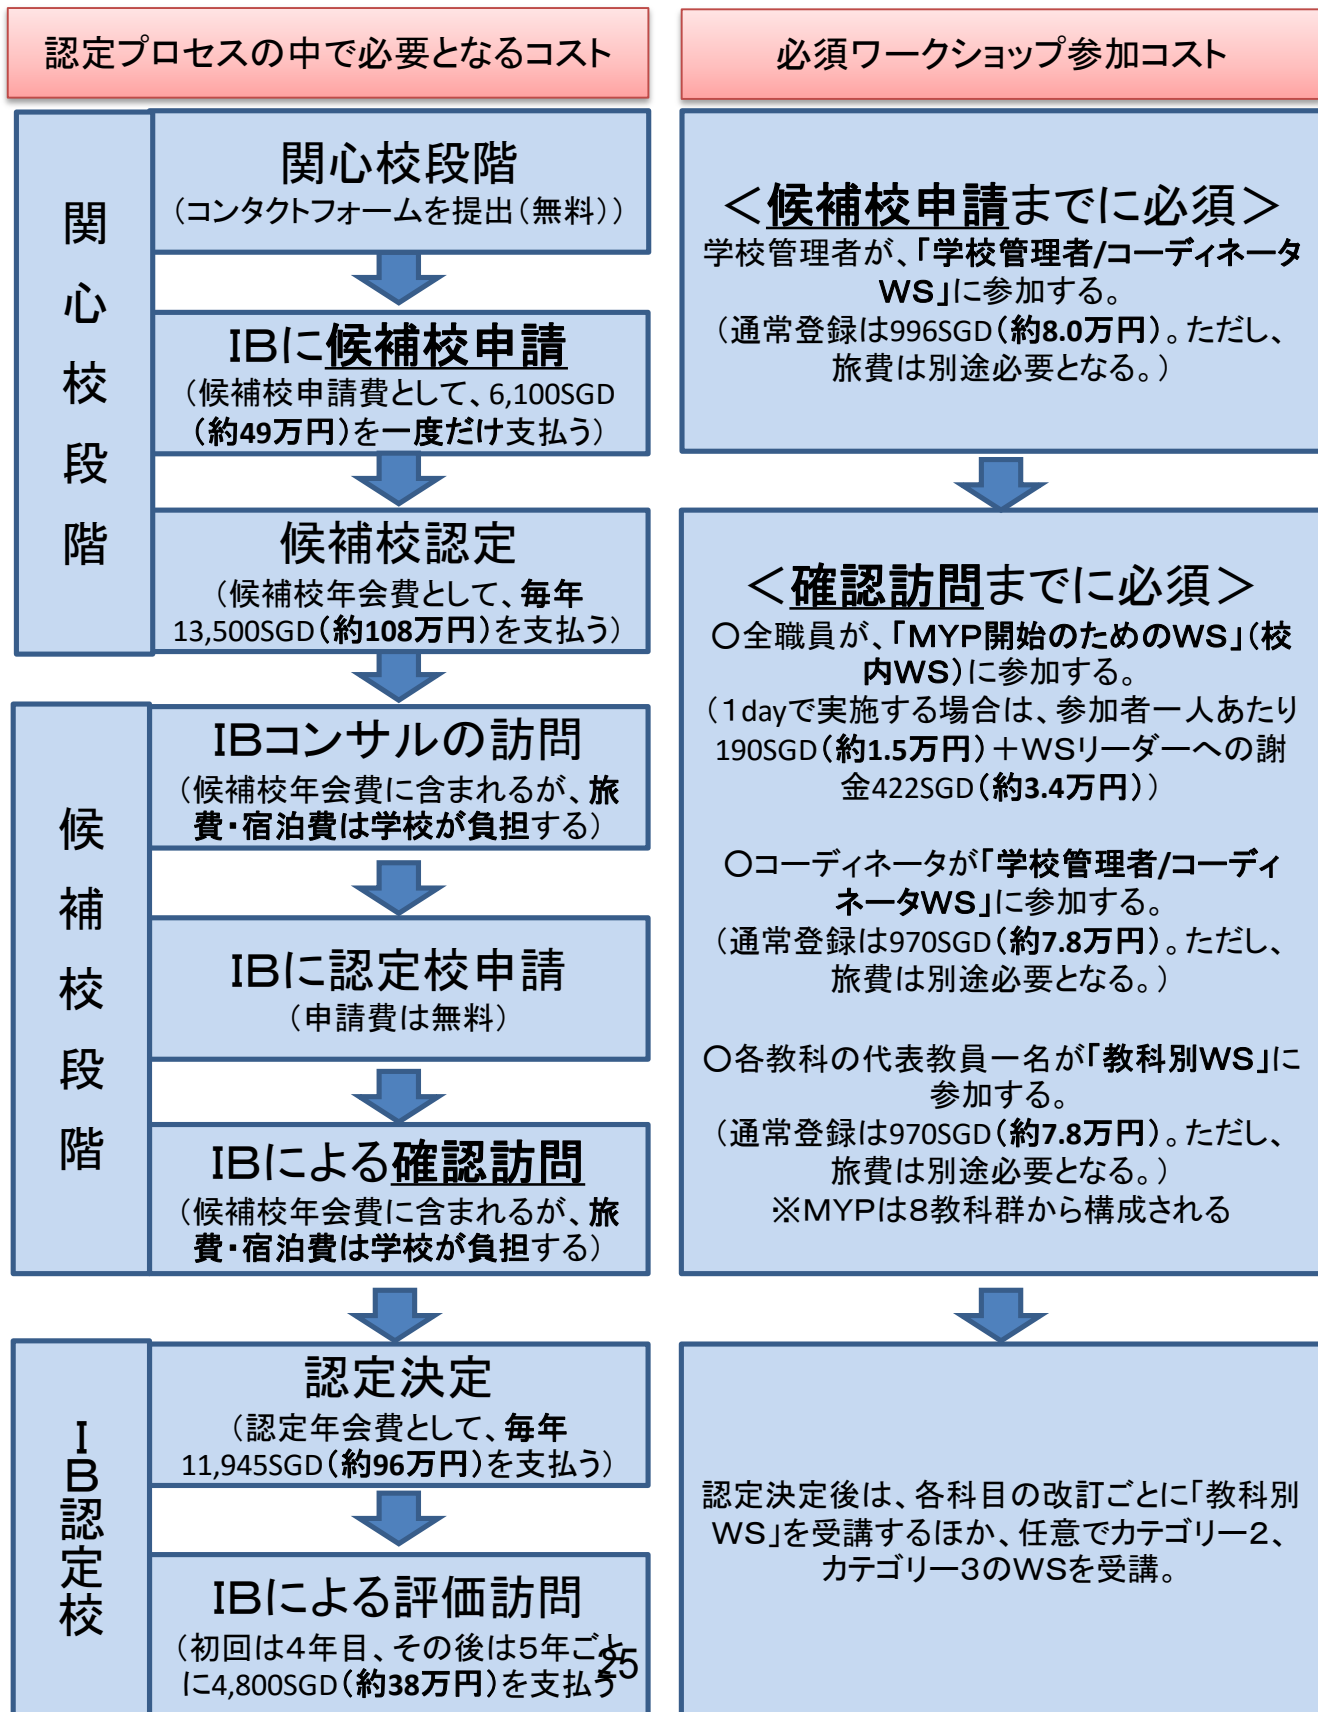 認定プロセスの中で必要となるコスト
関心校段階
関心校段階
(コンタクトフォームを提出(無料))
IBに候補校申請
(候補校申請費として、6,100SGD
(約49万円)を一度だけ支払う)
候補校認定
(候補校年会費として、毎年
13,500SGD(約108万円)を支払う)
候補校段階
IBコンサルの訪問
(候補校年会費に含まれるが、旅
費・宿泊費は学校が負担する)
IBに認定校申請
(申請費は無料)
IBによる確認訪問
(候補校年会費に含まれるが、旅
費・宿泊費は学校が負担する)
IB認定校
認定決定
(認定年会費として、毎年
11,945SGD(約96万円)を支払う)
IBによる評価訪問
(初回は4年目、その後は5年ごと
に4,800SGD(約38万円)を支払う
25
必須ワークショップ参加コスト
<候補校申請までに必須>
学校管理者が、「学校管理者/コーディネータ
WS」に参加する。
(通常登録は996SGD(約8.0万円)。ただし、
旅費は別途必要となる。)
<確認訪問までに必須>
○全職員が、「MYP開始のためのWS」(校
内WS)に参加する。
(1dayで実施する場合は、参加者一人あたり
190SGD(約1.5万円)+WSリーダーへの謝
金422SGD(約3.4万円))
○コーディネータが「学校管理者/コーディ
ネータWS」に参加する。
(通常登録は970SGD(約7.8万円)。ただし、
旅費は別途必要となる。)
○各教科の代表教員一名が「教科別WS」に
参加する。
(通常登録は970SGD(約7.8万円)。ただし、
旅費は別途必要となる。)
※MYPは8教科群から構成される
認定決定後は、各科目の改訂ごとに「教科別
WS」を受講するほか、任意でカテゴリー2、
カテゴリー3のWSを受講。